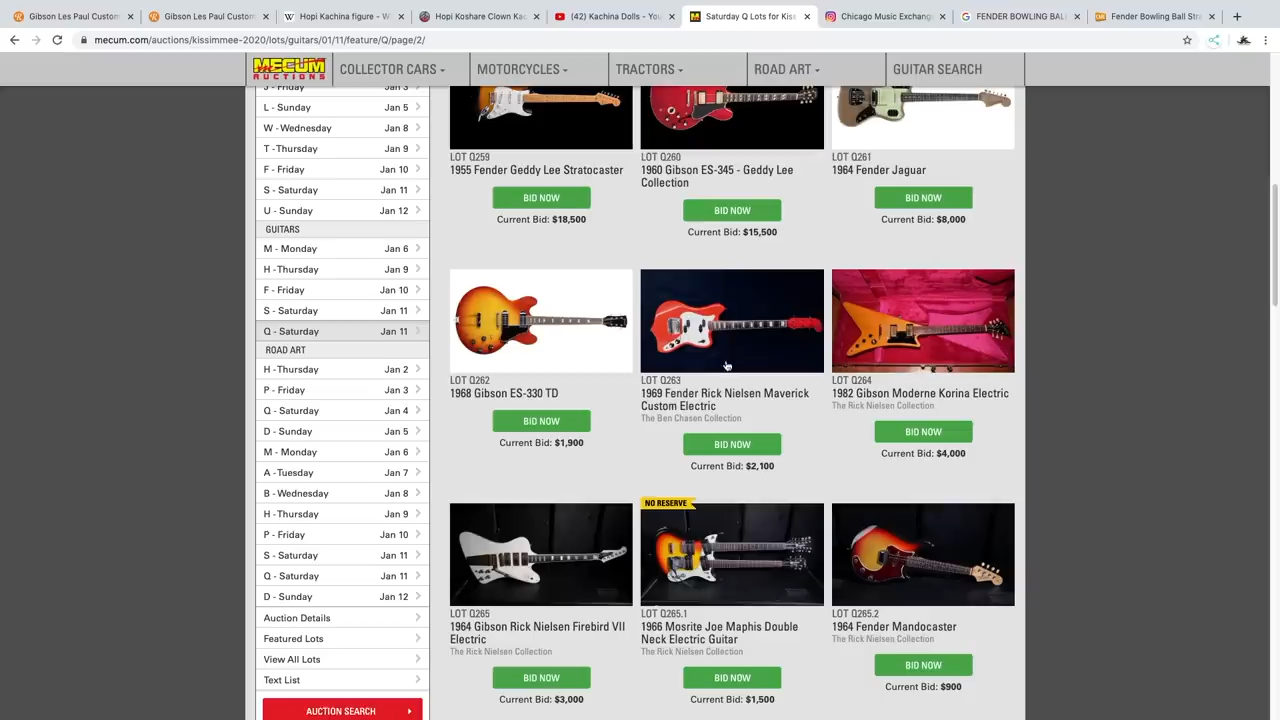 Gibson Les Paul Custom
Gibson Les Paul Custom
Hopi Kachina figure - W
Hopi Koshare Clown Kac
(42) Kachina Dolls - You
Saturday Q Lots for Kiss
Chicago Music Exchange
FENDER BOWLING BAL
Fender Bowling Ball Stra
mecum.com/auctions/kissimmee-2020/lots/guitars/01/11/feature/Q/page/2/
MECUM
AUCTIONS
COLLECTOR CARS
MOTORCYCLES
TRACTORS
ROAD ART
GUITAR SEARCH
J - Friday Jan 3
L - Sunday Jan 5
W - Wednesday Jan 8
T - Thursday Jan 9
F - Friday Jan 10
S - Saturday Jan 11
U - Sunday Jan 12
GUITARS
M - Monday Jan 6
H - Thursday Jan 9
F - Friday Jan 10
S - Saturday Jan 11
Q - Saturday Jan 11
ROAD ART
H - Thursday Jan 2
P - Friday Jan 3
Q - Saturday Jan 4
D - Sunday Jan 5
M - Monday Jan 6
A - Tuesday Jan 7
B - Wednesday Jan 8
H - Thursday Jan 9
P - Friday Jan 10
S - Saturday Jan 11
Q - Saturday Jan 11
D - Sunday Jan 12
Auction Details
Featured Lots
View All Lots
Text List
AUCTION SEARCH
LOT Q259
1955 Fender Geddy Lee Stratocaster
BID NOW
Current Bid: $18,500
LOT Q260
1960 Gibson ES-345 - Geddy Lee
Collection
BID NOW
Current Bid: $15,500
LOT Q261
1964 Fender Jaguar
BID NOW
Current Bid: $8,000
LOT Q262
1968 Gibson ES-330 TD
BID NOW
Current Bid: $1,900
LOT Q263
1969 Fender Rick Nielsen Maverick
Custom Electric
The Ben Chasen Collection
BID NOW
Current Bid: $2,100
LOT Q264
1982 Gibson Moderne Korina Electric
The Rick Nielsen Collection
BID NOW
Current Bid: $4,000
LOT Q265
1964 Gibson Rick Nielsen Firebird VII
Electric
The Rick Nielsen Collection
BID NOW
Current Bid: $3,000
NO RESERVE
LOT Q265.1
1966 Mosrite Joe Maphis Double
Neck Electric Guitar
The Rick Nielsen Collection
BID NOW
Current Bid: $1,500
LOT Q265.2
1964 Fender Mandocaster
The Rick Nielsen Collection
BID NOW
Current Bid: $900